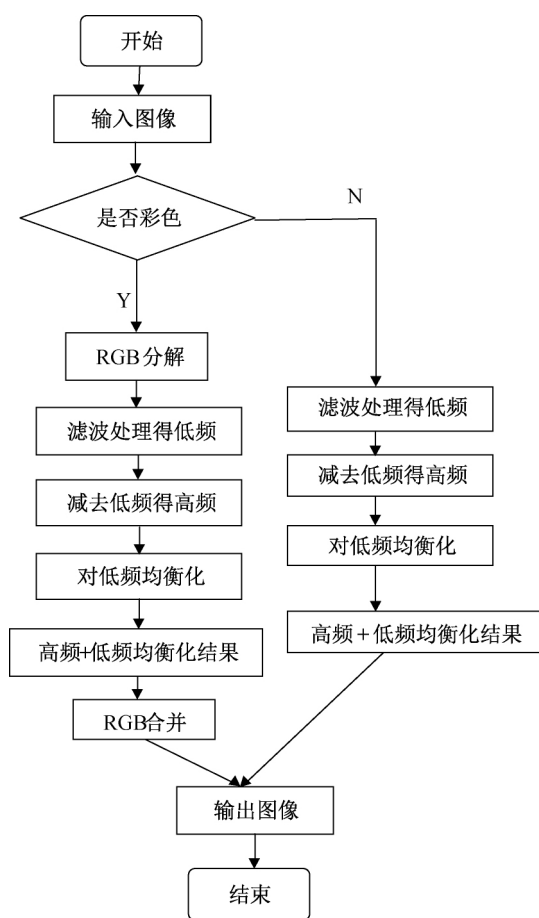 开始
输入图像
是否彩色
N
Y
RGB分解
滤波处理得低频
减去低频得高频
对低频均衡化
高频+低频均衡化结果
RGB合并
滤波处理得低频
减去低频得高频
对低频均衡化
高频+低频均衡化结果
输出图像
结束